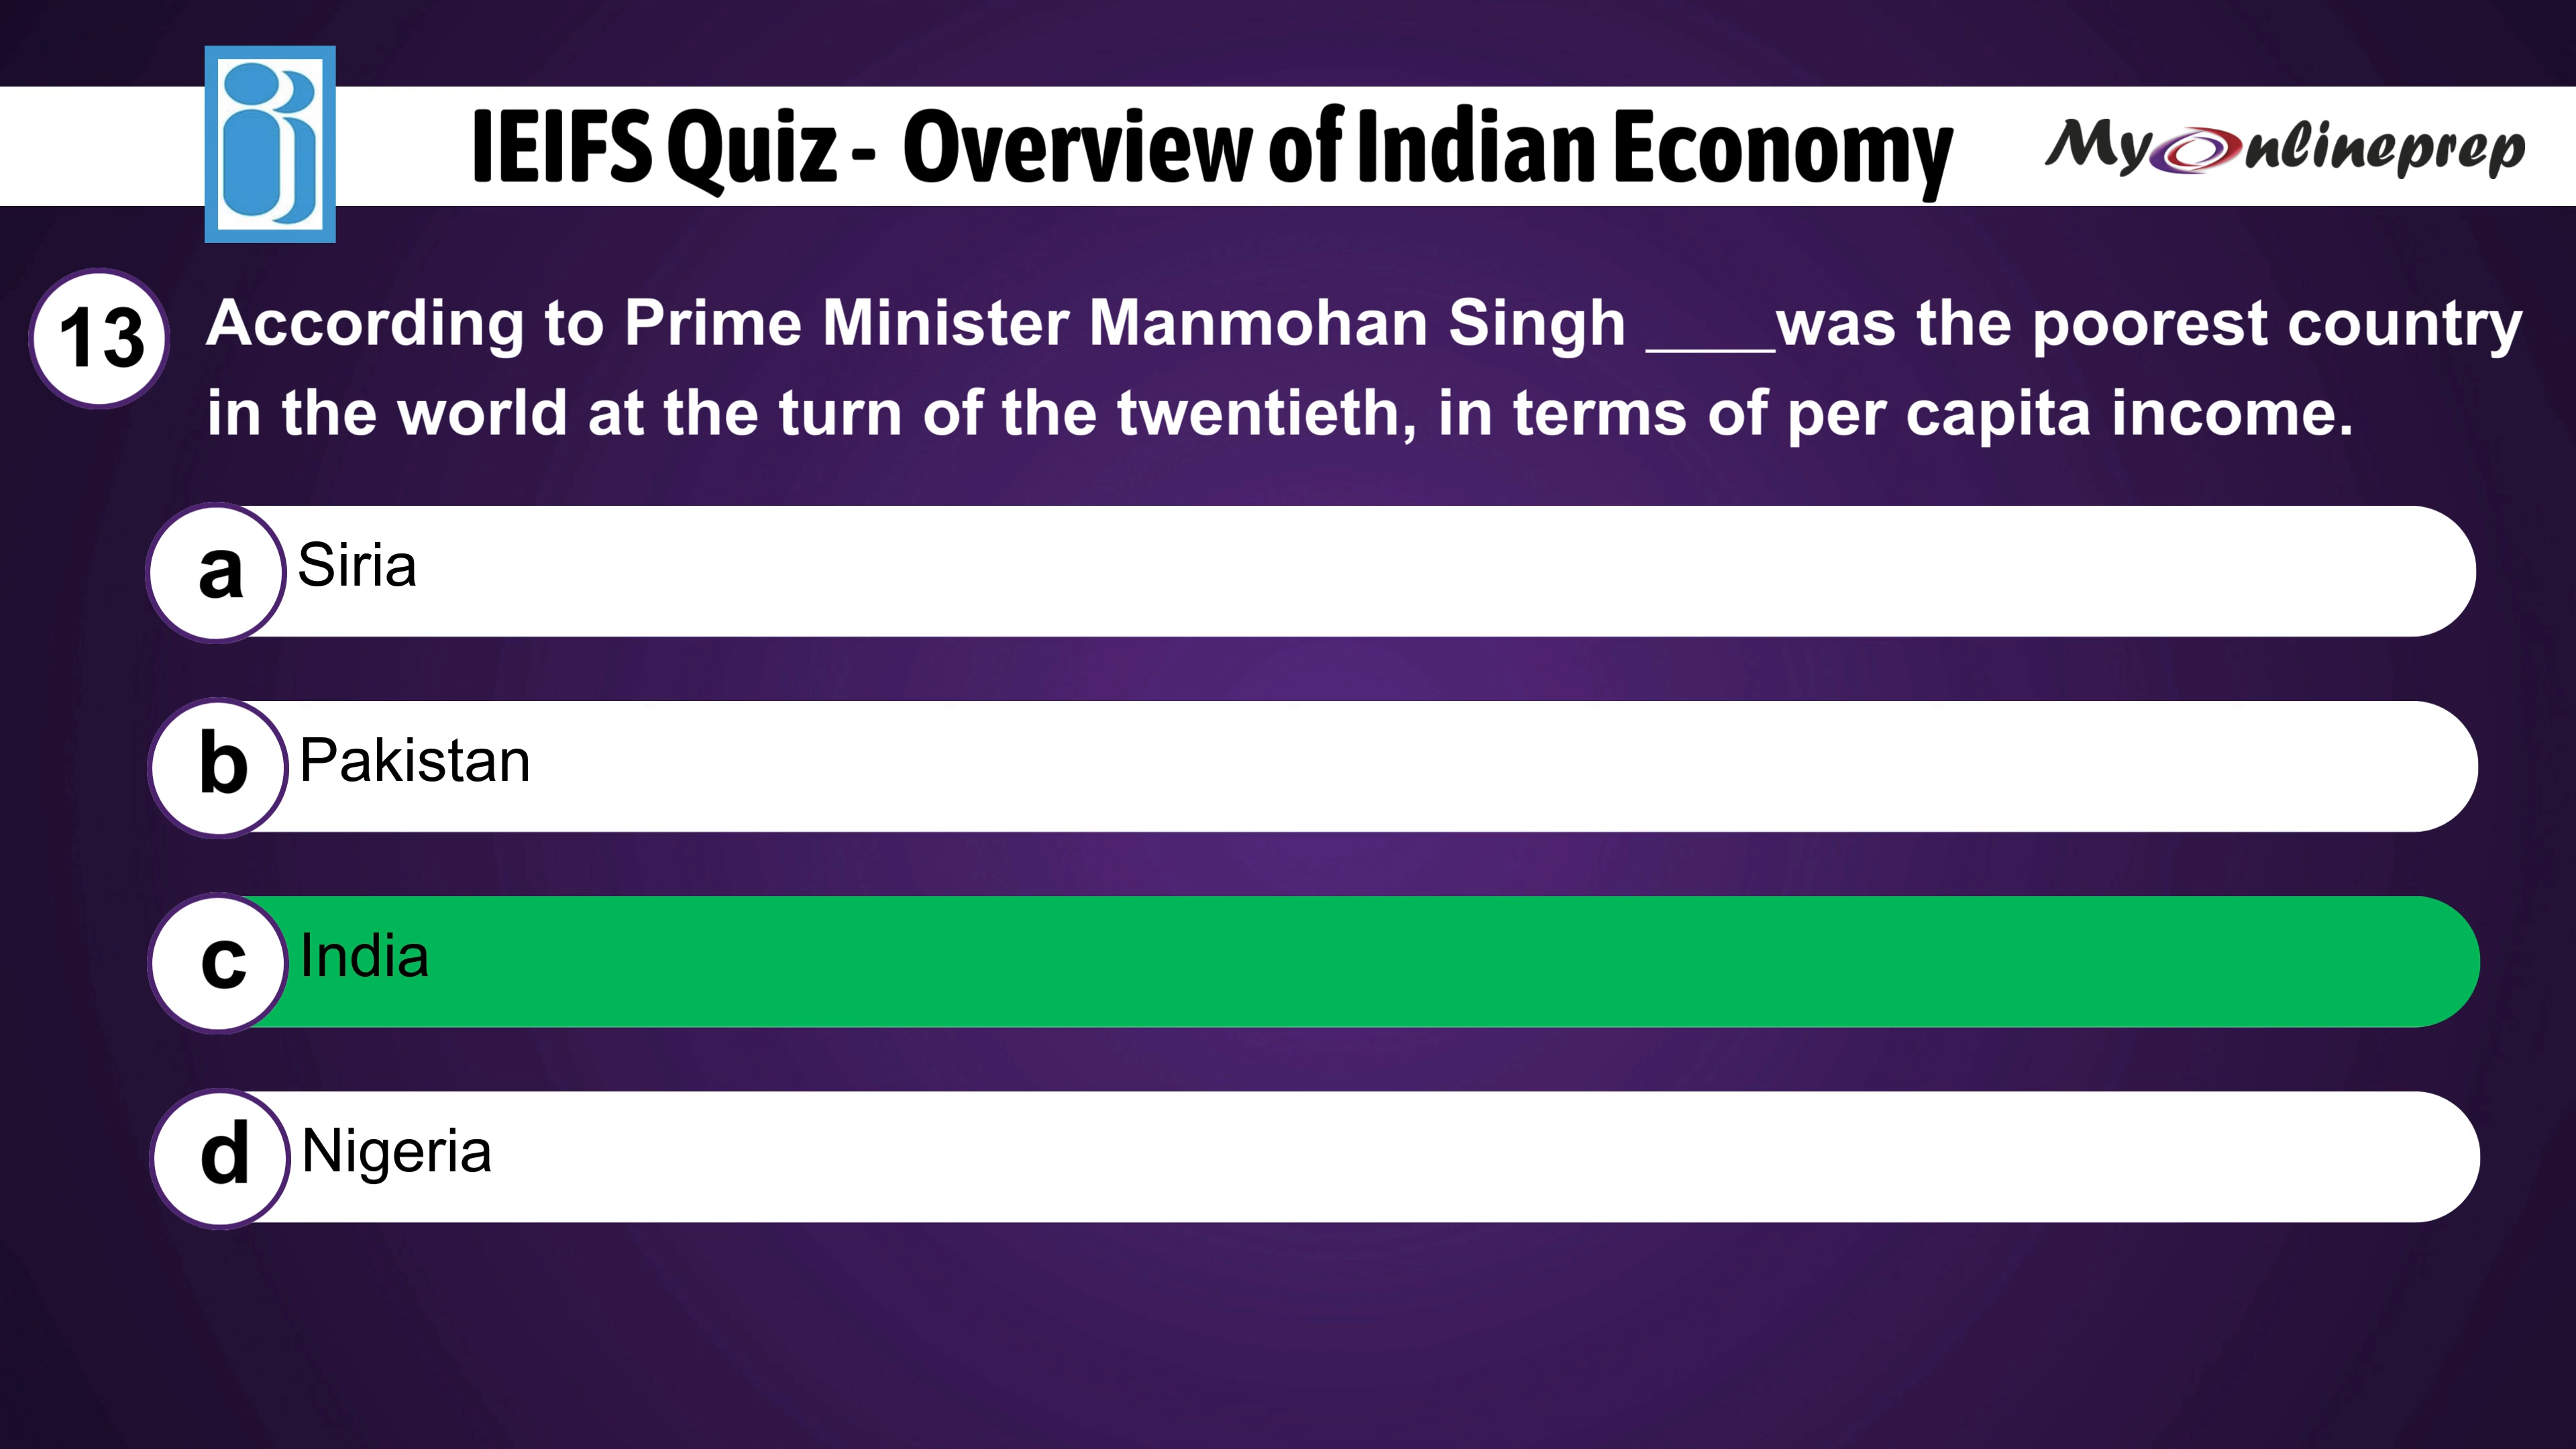 IEIFS Quiz - Overview of Indian Economy
MyOnlineprep
13
According to Prime Minister Manmohan Singh ____was the poorest country
in the world at the turn of the twentieth, in terms of per capita income.
a Siria
b Pakistan
c India
d Nigeria